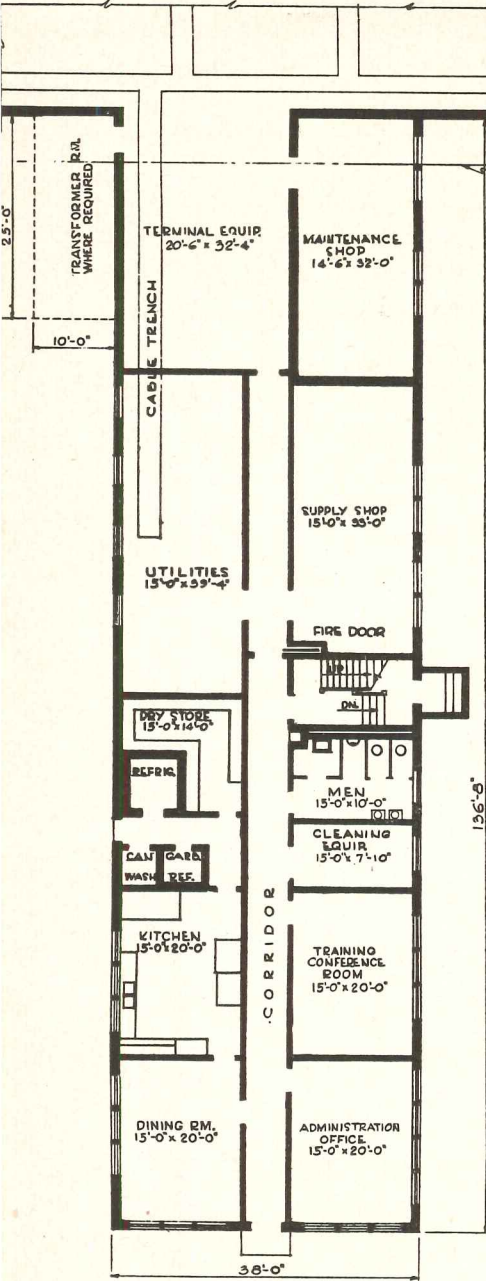 25'-0"
TRANSFORMER RM.
WHERE REQUIRED
10'-0"
TERMINAL EQUIP.
20'-6" x 32'-4"
MAINTENANCE
SHOP
14'-6" x 32'-0"
CABLE TRENCH
SUPPLY SHOP
15'-0" x 33'-0"
UTILITIES
15'-0" x 39'-4"
FIRE DOOR
UP
DN.
DRY STORE
15'-0" x 14'-0"
REFRIG.
MEN
15'-0" x 10'-0"
CLEANING
EQUIP.
15'-0" x 7'-10"
CAN
WASH
GARB.
REF.
136'-8"
KITCHEN
15'-0" x 20'-0"
CORRIDOR
TRAINING
CONFERENCE
ROOM
15'-0" x 20'-0"
DINING RM.
15'-0" x 20'-0"
ADMINISTRATION
OFFICE
15'-0" x 20'-0"
38'-0"